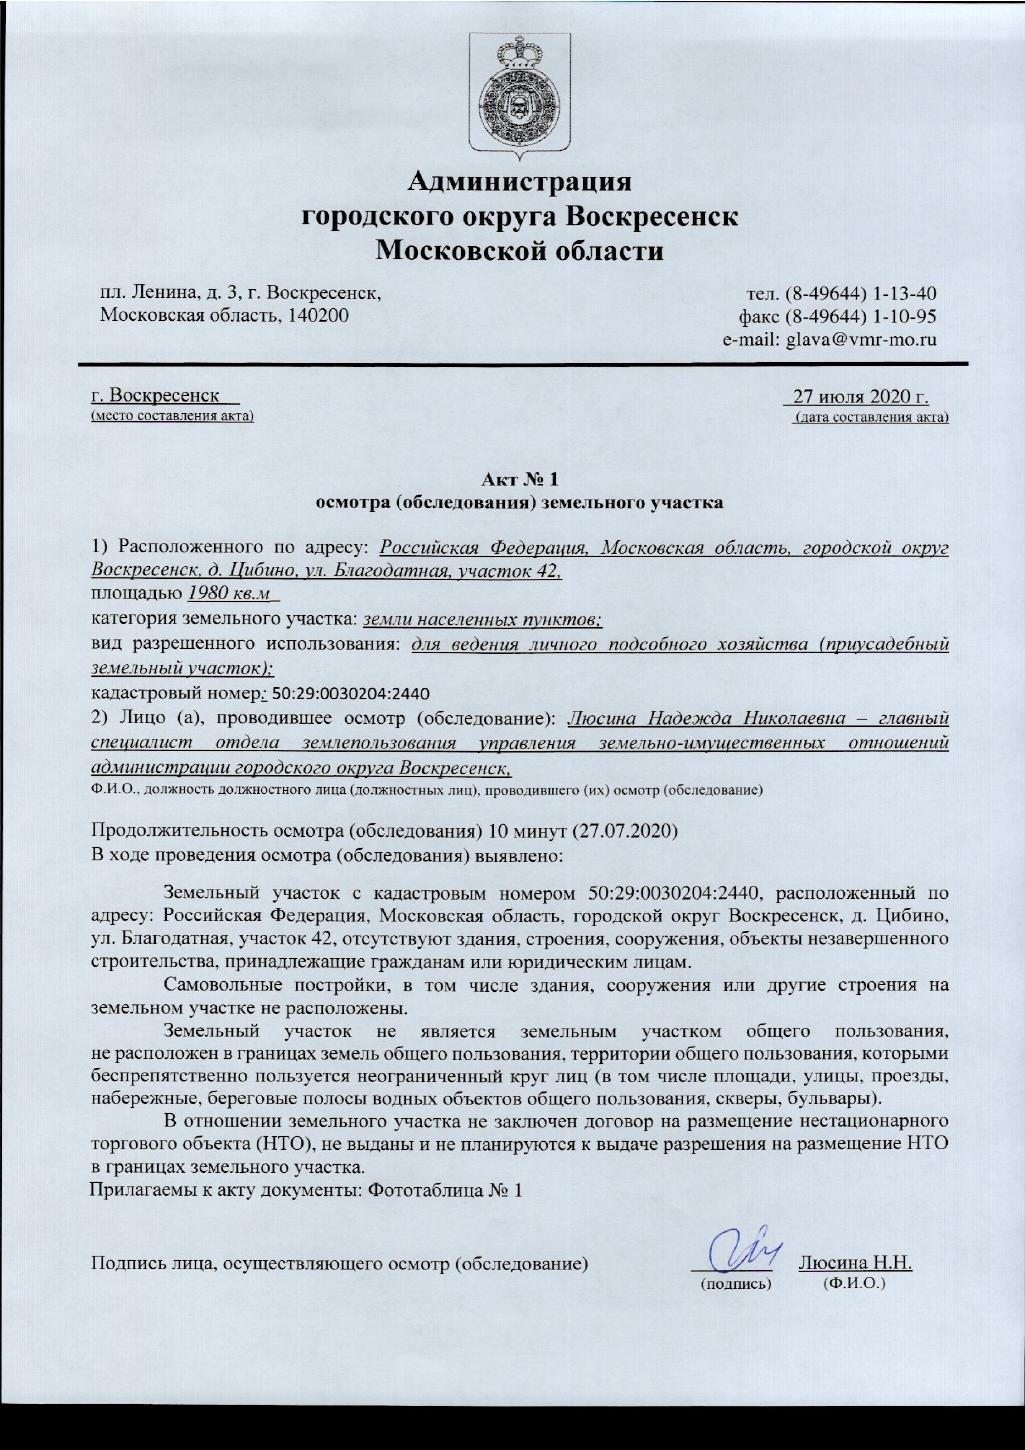 Администрация
городского округа Воскресенск
Московской области
пл. Ленина, д. 3, г. Воскресенск,
Московская область, 140200
тел. (8-49644) 1-13-40
факс (8-49644) 1-10-95
e-mail: glava@vmr-mo.ru
г. Воскресенск
(место составления акта)
27 июля 2020 г.
(дата составления акта)
Акт № 1
осмотра (обследования) земельного участка
1) Расположенного по адресу: Российская Федерация, Московская область, городской округ
Воскресенск, д. Цибино, ул. Благодатная, участок 42,
площадью 1980 кв.м
категория земельного участка: земли населенных пунктов;
вид разрешенного использования: для ведения личного подсобного хозяйства (приусадебный
земельный участок);
кадастровый номер: 50:29:0030204:2440
2) Лицо (а), проводившее осмотр (обследование): Люсина Надежда Николаевна – главный
специалист отдела землепользования управления земельно-имущественных отношений
администрации городского округа Воскресенск,
Ф.И.О., должность должностного лица (должностных лиц), проводившего (их) осмотр (обследование)
Продолжительность осмотра (обследования) 10 минут (27.07.2020)
В ходе проведения осмотра (обследования) выявлено:
Земельный участок с кадастровым номером 50:29:0030204:2440, расположенный по
адресу: Российская Федерация, Московская область, городской округ Воскресенск, д. Цибино,
ул. Благодатная, участок 42, отсутствуют здания, строения, сооружения, объекты незавершенного
строительства, принадлежащие гражданам или юридическим лицам.
Самовольные постройки, в том числе здания, сооружения или другие строения на
земельном участке не расположены.
Земельный участок не является земельным участком общего пользования,
не расположен в границах земель общего пользования, территории общего пользования, которыми
беспрепятственно пользуется неограниченный круг лиц (в том числе площади, улицы, проезды,
набережные, береговые полосы водных объектов общего пользования, скверы, бульвары).
В отношении земельного участка не заключен договор на размещение нестационарного
торгового объекта (НТО), не выданы и не планируются к выдаче разрешения на размещение НТО
в границах земельного участка.
Прилагаемы к акту документы: Фототаблица № 1
Подпись лица, осуществляющего осмотр (обследование)
Люсина Н.Н.
(подпись)
(Ф.И.О.)